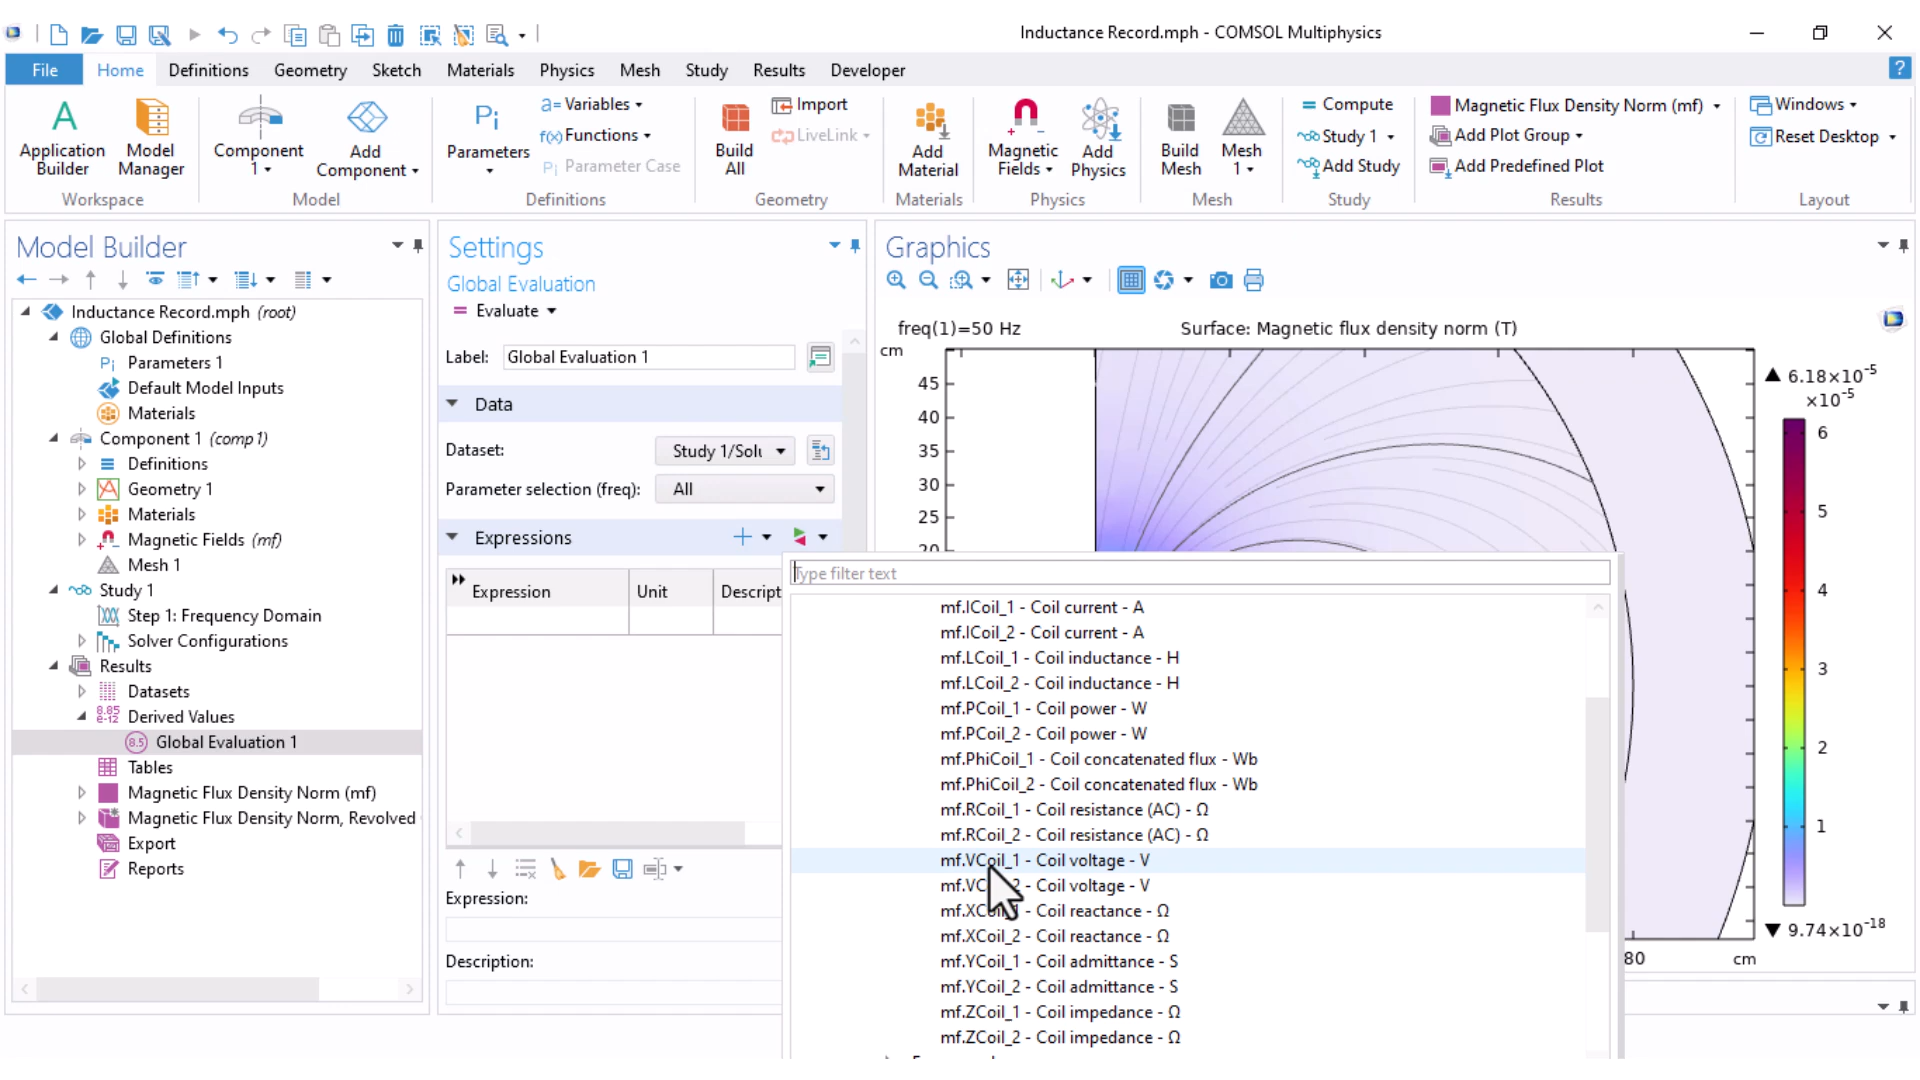 Inductance Record.mph - COMSOL Multiphysics
File
Home
Definitions
Geometry
Sketch
Materials
Physics
Mesh
Study
Results
Developer
?
Application Builder
Model Manager
Workspace
Component 1
Add Component
Model
Pi
Parameters
a= Variables
f(x) Functions
Pi Parameter Case
Definitions
Build All
Import
LiveLink
Geometry
Add Material
Materials
Magnetic Fields
Add Physics
Physics
Build Mesh
Mesh 1
Mesh
= Compute
Study 1
Add Study
Study
Magnetic Flux Density Norm (mf)
Add Plot Group
Add Predefined Plot
Results
Windows
Reset Desktop
Layout
Model Builder
Inductance Record.mph (root)
Global Definitions
Pi Parameters 1
Default Model Inputs
Materials
Component 1 (comp1)
Definitions
Geometry 1
Materials
Magnetic Fields (mf)
Mesh 1
Study 1
Step 1: Frequency Domain
Solver Configurations
Results
Datasets
8.85 e-12 Derived Values
8.5 Global Evaluation 1
Tables
Magnetic Flux Density Norm (mf)
Magnetic Flux Density Norm, Revolved
Export
Reports
Settings
Global Evaluation
= Evaluate
Label: Global Evaluation 1
Data
Dataset: Study 1/Solu
Parameter selection (freq): All
Expressions
Expression Unit Descript
Expression:
Description:
Type filter text
mf.ICoil_1 - Coil current - A
mf.ICoil_2 - Coil current - A
mf.LCoil_1 - Coil inductance - H
mf.LCoil_2 - Coil inductance - H
mf.PCoil_1 - Coil power - W
mf.PCoil_2 - Coil power - W
mf.PhiCoil_1 - Coil concatenated flux - Wb
mf.PhiCoil_2 - Coil concatenated flux - Wb
mf.RCoil_1 - Coil resistance (AC) - Ω
mf.RCoil_2 - Coil resistance (AC) - Ω
mf.VCoil_1 - Coil voltage - V
mf.VC 2 - Coil voltage - V
mf.XCoil_1 - Coil reactance - Ω
mf.XCoil_2 - Coil reactance - Ω
mf.YCoil_1 - Coil admittance - S
mf.YCoil_2 - Coil admittance - S
mf.ZCoil_1 - Coil impedance - Ω
mf.ZCoil_2 - Coil impedance - Ω
Graphics
freq(1)=50 Hz
Surface: Magnetic flux density norm (T)
cm
45
40
35
30
25
20
80
cm
▲ 6.18×10⁻⁵
×10⁻⁵
6
5
4
3
2
1
▼ 9.74×10⁻¹⁸